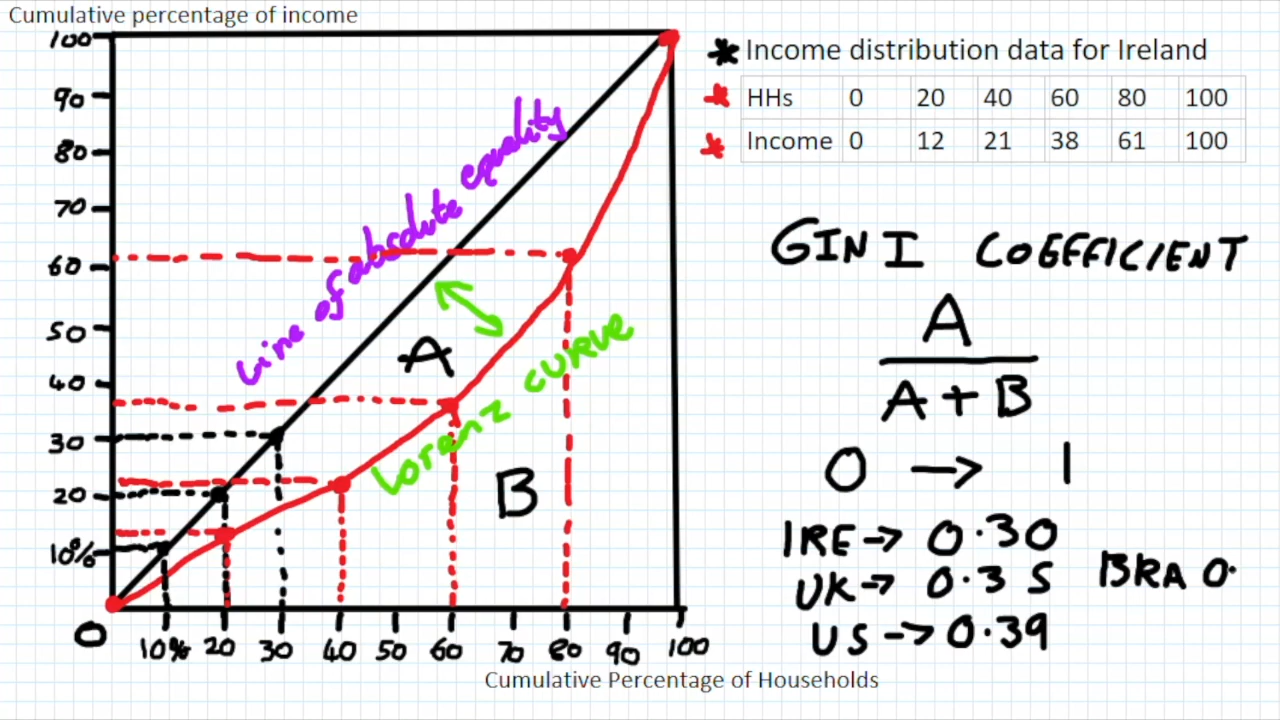 Cumulative percentage of income
100
90
80
70
60
50
40
30
20
10%
0
10% 20 30 40 50 60 70 80 90 100
Cumulative Percentage of Households
Line of absolute equality
Lorenz curve
A
B
Income distribution data for Ireland
HHs 0 20 40 60 80 100
Income 0 12 21 38 61 100
GINI COEFFICIENT
A
A + B
0 → 1
IRE → 0.30
UK → 0.35
BRA 0.
US → 0.39